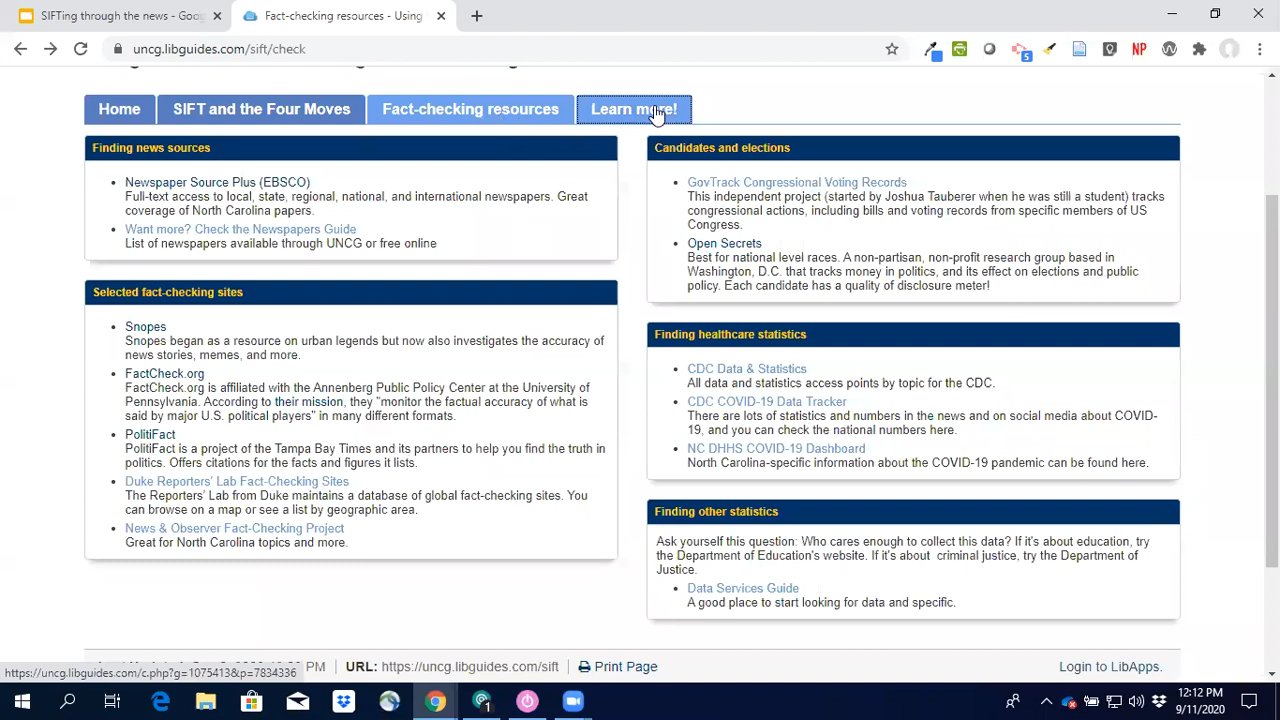 SIFTing through the news - Goo
Fact-checking resources - Using
uncg.libguides.com/sift/check
5
NP
Home
SIFT and the Four Moves
Fact-checking resources
Learn more!
Finding news sources
Newspaper Source Plus (EBSCO)
Full-text access to local, state, regional, national, and international newspapers. Great
coverage of North Carolina papers.
Want more? Check the Newspapers Guide
List of newspapers available through UNCG or free online
Selected fact-checking sites
Snopes
Snopes began as a resource on urban legends but now also investigates the accuracy of
news stories, memes, and more.
FactCheck.org
FactCheck.org is affiliated with the Annenberg Public Policy Center at the University of
Pennsylvania. According to their mission, they "monitor the factual accuracy of what is
said by major U.S. political players" in many different formats.
PolitiFact
PolitiFact is a project of the Tampa Bay Times and its partners to help you find the truth in
politics. Offers citations for the facts and figures it lists.
Duke Reporters' Lab Fact-Checking Sites
The Reporters' Lab from Duke maintains a database of global fact-checking sites. You
can browse on a map or see a list by geographic area.
News & Observer Fact-Checking Project
Great for North Carolina topics and more.
Candidates and elections
GovTrack Congressional Voting Records
This independent project (started by Joshua Tauberer when he was still a student) tracks
congressional actions, including bills and voting records from specific members of US
Congress.
Open Secrets
Best for national level races. A non-partisan, non-profit research group based in
Washington, D.C. that tracks money in politics, and its effect on elections and public
policy. Each candidate has a quality of disclosure meter!
Finding healthcare statistics
CDC Data & Statistics
All data and statistics access points by topic for the CDC.
CDC COVID-19 Data Tracker
There are lots of statistics and numbers in the news and on social media about COVID-
19, and you can check the national numbers here.
NC DHHS COVID-19 Dashboard
North Carolina-specific information about the COVID-19 pandemic can be found here.
Finding other statistics
Ask yourself this question: Who cares enough to collect this data? If it's about education, try
the Department of Education's website. If it's about criminal justice, try the Department of
Justice.
Data Services Guide
A good place to start looking for data and specific.
PM URL: https://uncg.libguides.com/sift Print Page
Login to LibApps.
https://uncg.libguides.com/c.php?g=1075413&p=7834336
1
12:12 PM
9/11/2020